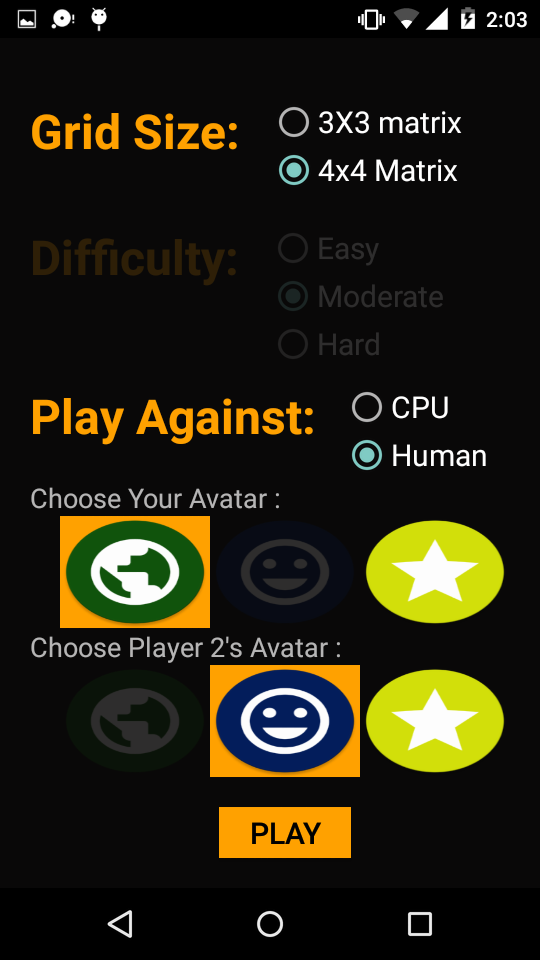 2:03
Grid Size:
3X3 matrix
4x4 Matrix
Difficulty:
Easy
Moderate
Hard
Play Against:
CPU
Human
Choose Your Avatar :
Choose Player 2's Avatar :
PLAY